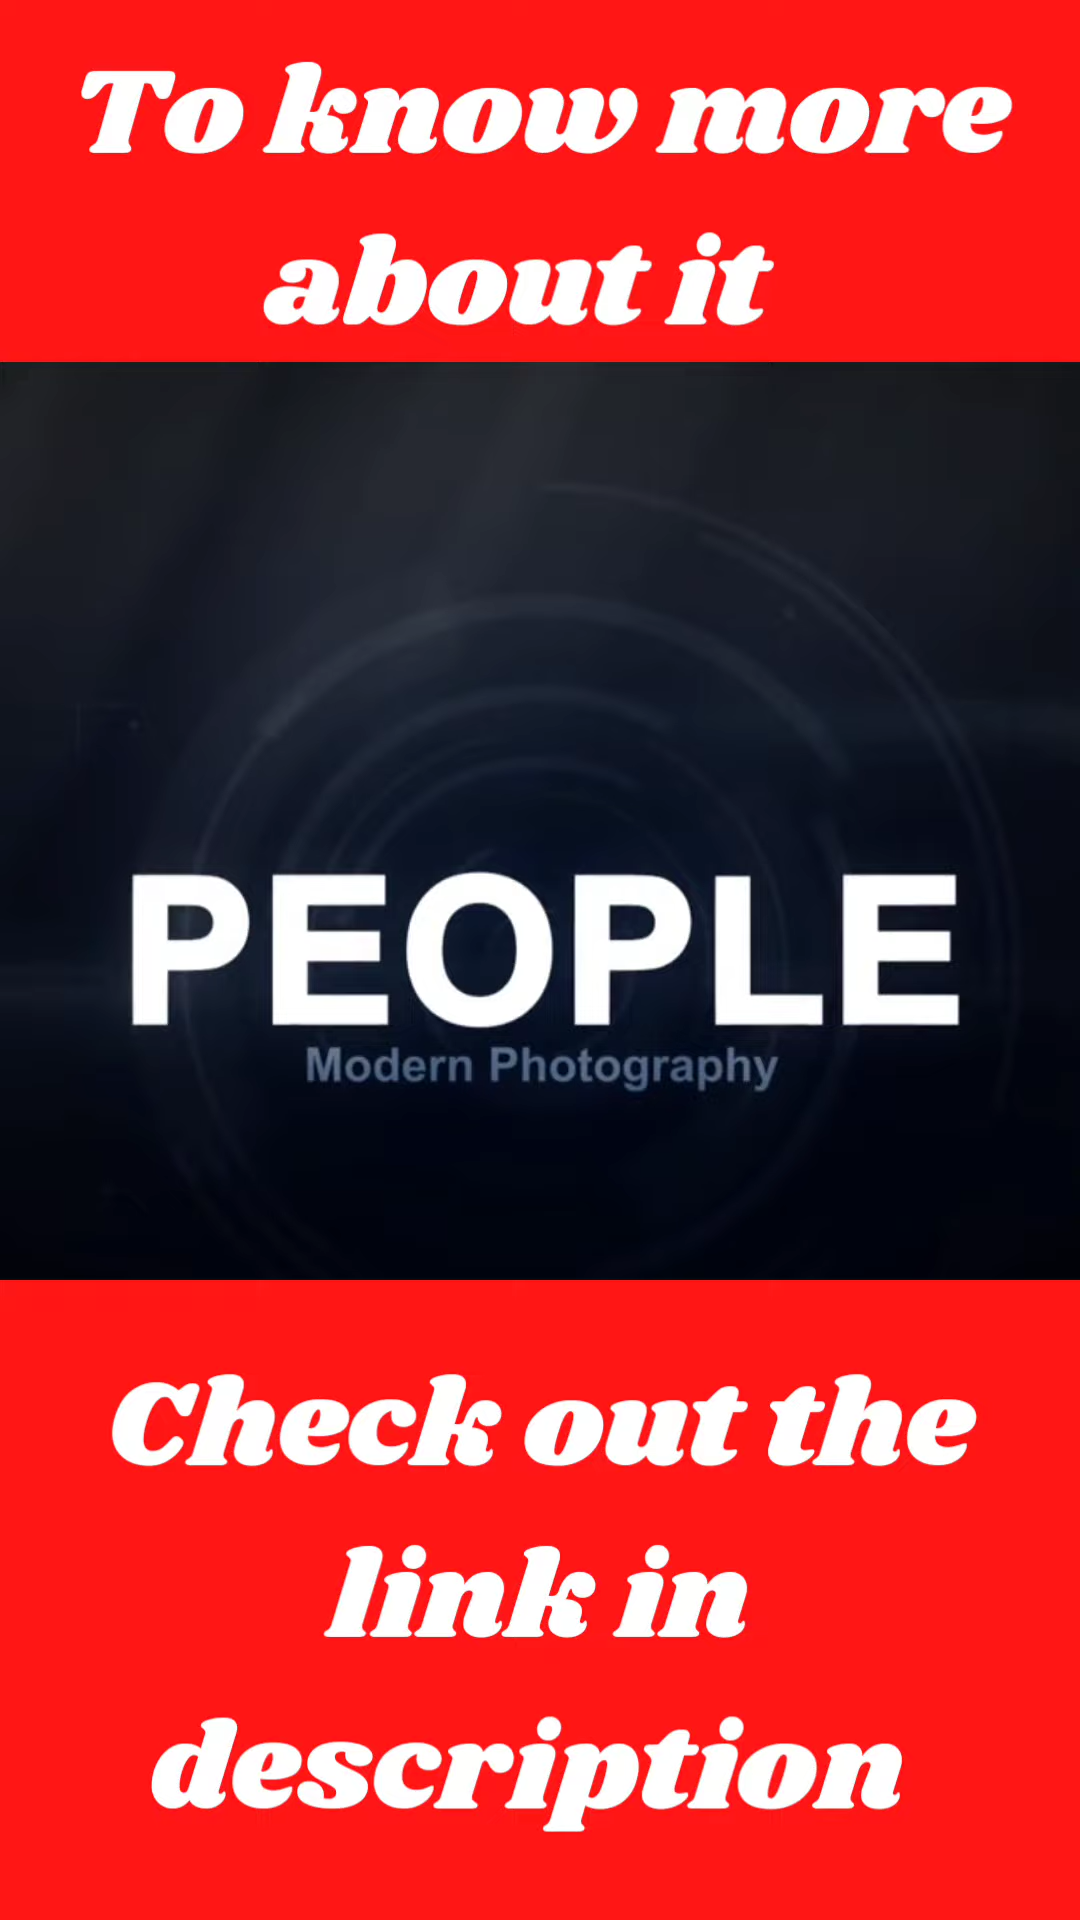 To know more
about it
PEOPLE
Modern Photography
Check out the
link in
description